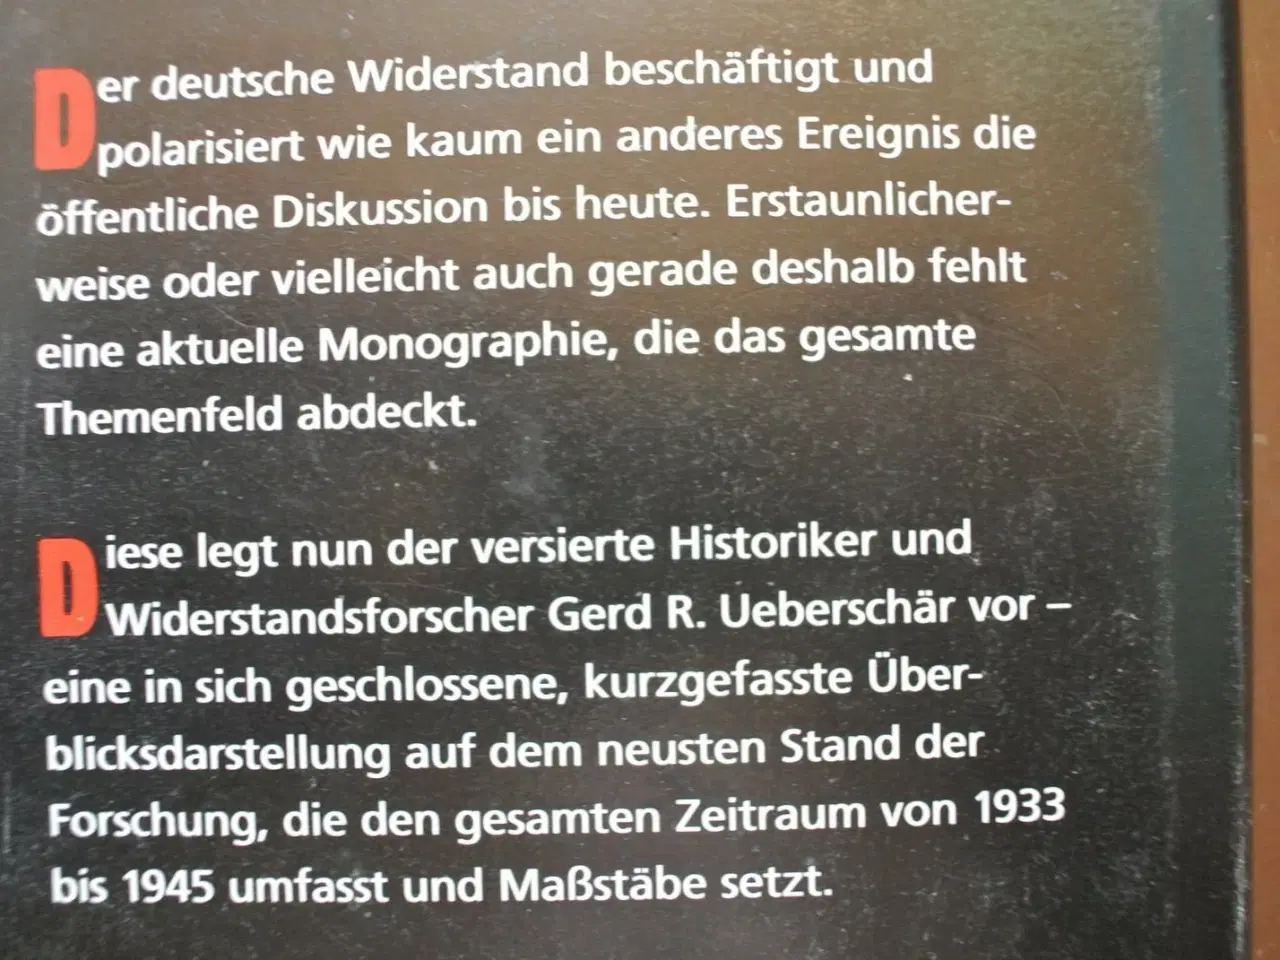 Der deutsche Widerstand beschäftigt und
polarisiert wie kaum ein anderes Ereignis die
öffentliche Diskussion bis heute. Erstaunlicher-
weise oder vielleicht auch gerade deshalb fehlt
eine aktuelle Monographie, die das gesamte
Themenfeld abdeckt.
Diese legt nun der versierte Historiker und
Widerstandsforscher Gerd R. Ueberschär vor –
eine in sich geschlossene, kurzgefasste Über-
blicksdarstellung auf dem neusten Stand der
Forschung, die den gesamten Zeitraum von 1933
bis 1945 umfasst und Maßstäbe setzt.